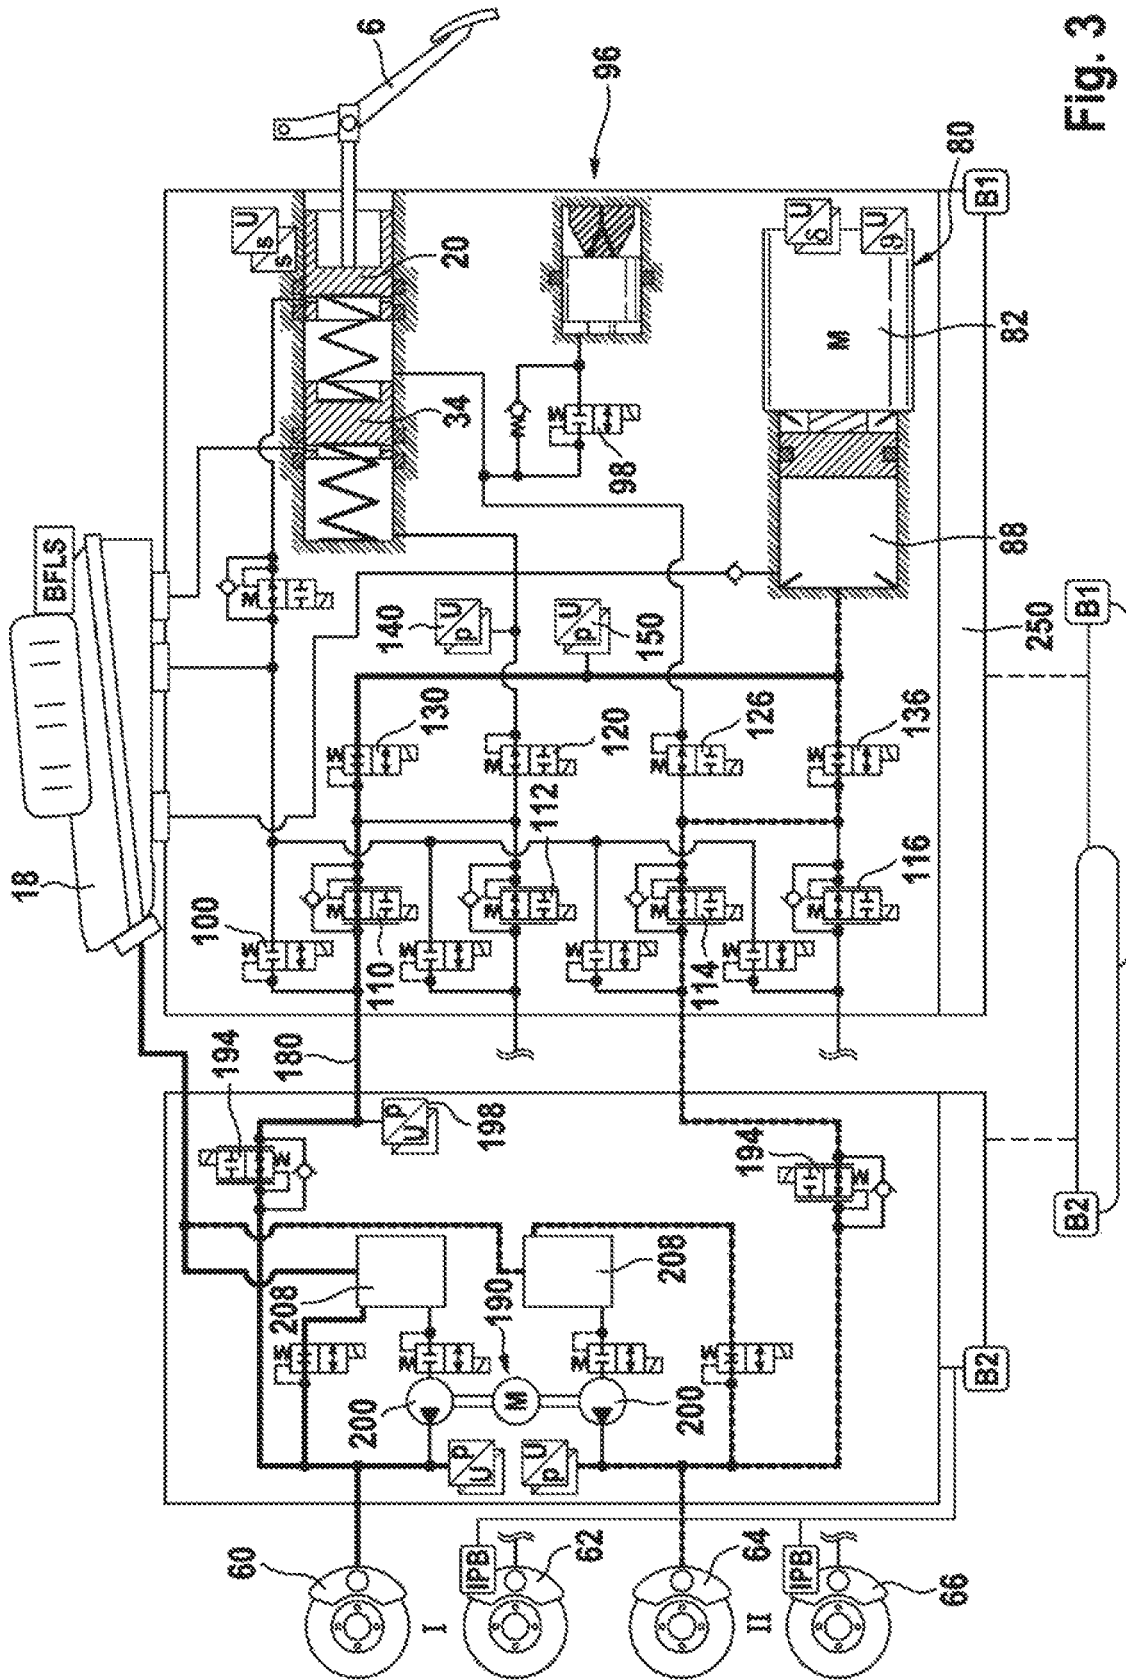 Fig. 3
6
96
80
B1
U
s
s
20
U
δ
U
ϑ
82
M
34
98
88
BFLS
250
B1
140
U
p
150
U
p
130
120
126
136
18
112
116
100
110
114
180
194
198
P
U
194
B2
208
208
190
M
200
200
B2
P
U
U
p
60
62
64
66
IPB
IPB
I
II